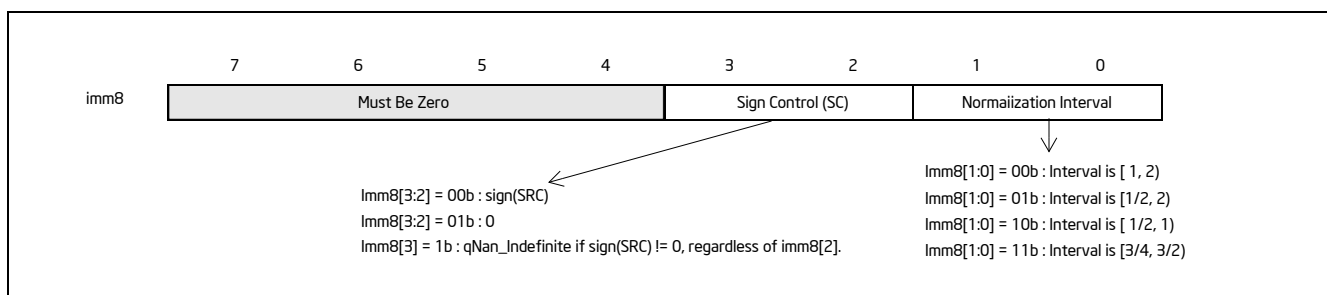 7 6 5 4 3 2 1 0
imm8 Must Be Zero Sign Control (SC) Normaiization Interval
Imm8[3:2] = 00b : sign(SRC)
Imm8[3:2] = 01b : 0
Imm8[3] = 1b : qNan_Indefinite if sign(SRC) != 0, regardless of imm8[2].
Imm8[1:0] = 00b : Interval is [ 1, 2)
Imm8[1:0] = 01b : Interval is [1/2, 2)
Imm8[1:0] = 10b : Interval is [ 1/2, 1)
Imm8[1:0] = 11b : Interval is [3/4, 3/2)